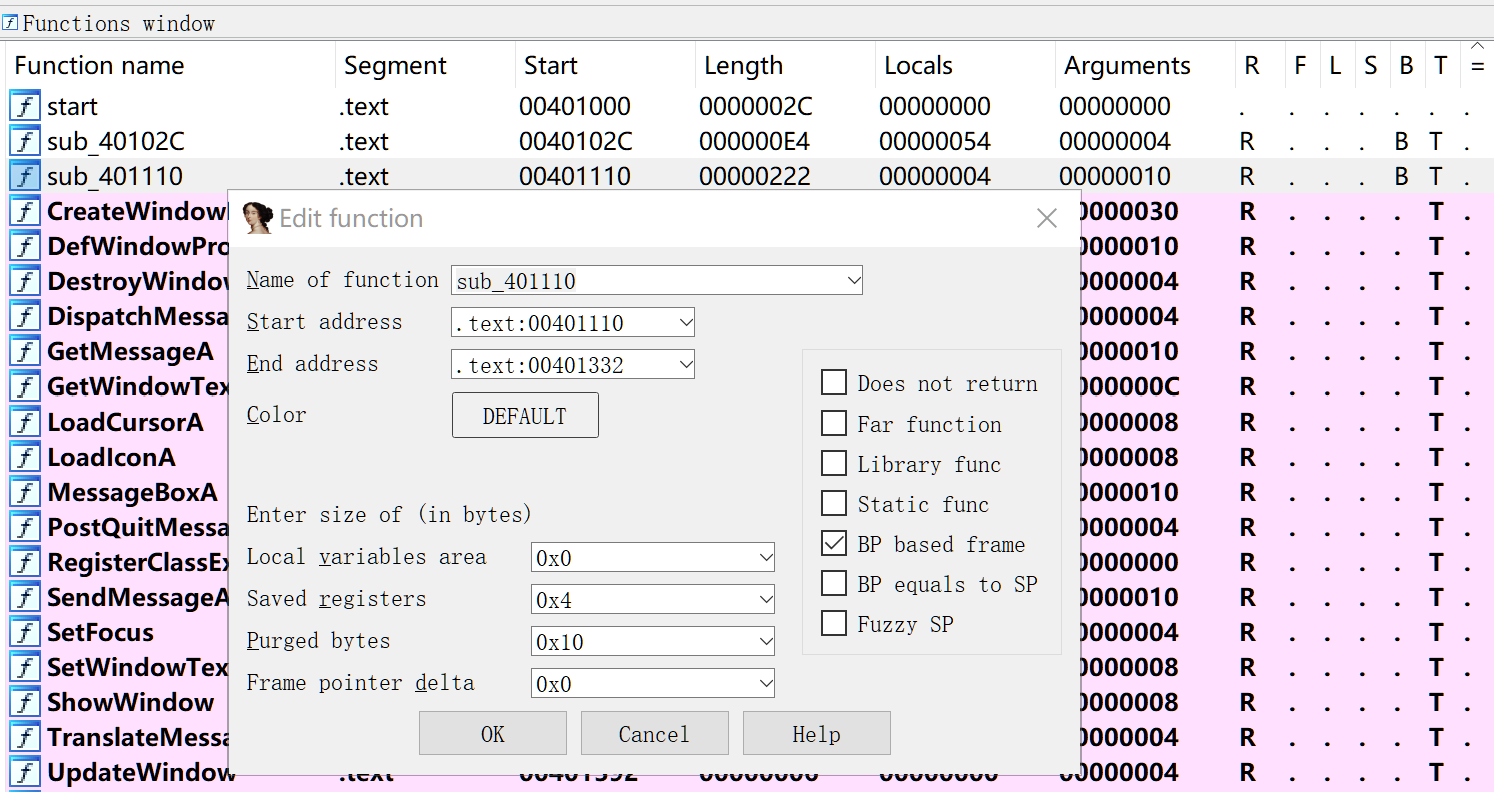 Functions window
Function name Segment Start Length Locals Arguments R F L S B T =
start .text 00401000 0000002C 00000000 00000000 . . . . . . .
sub_40102C .text 0040102C 000000E4 00000054 00000004 R . . . B T .
sub_401110 .text 00401110 00000222 00000004 00000010 R . . . B T .
CreateWindow 0000030 R . . . . T .
Edit function
DefWindowPro 0000010 R . . . . T .
Name of function sub_401110
DestroyWindow 0000004 R . . . . T .
Start address .text:00401110
DispatchMessa 0000004 R . . . . T .
GetMessageA 0000010 R . . . . T .
End address .text:00401332
GetWindowTex 000000C R . . . . T .
Does not return
Color DEFAULT
LoadCursorA 0000008 R . . . . T .
Far function
LoadIconA 0000008 R . . . . T .
Library func
MessageBoxA 0000010 R . . . . T .
Static func
Enter size of (in bytes)
PostQuitMessa 0000004 R . . . . T .
BP based frame
Local variables area 0x0
RegisterClassEx 0000000 R . . . . T .
BP equals to SP
Saved registers 0x4
SendMessageA 0000010 R . . . . T .
Fuzzy SP
SetFocus 0000004 R . . . . T .
Purged bytes 0x10
SetWindowTex 0000008 R . . . . T .
Frame pointer delta 0x0
ShowWindow 0000008 R . . . . T .
OK Cancel Help
TranslateMessa 0000004 R . . . . T .
UpdateWindow .text 00401392 00000006 00000000 00000004 R . . . . T .